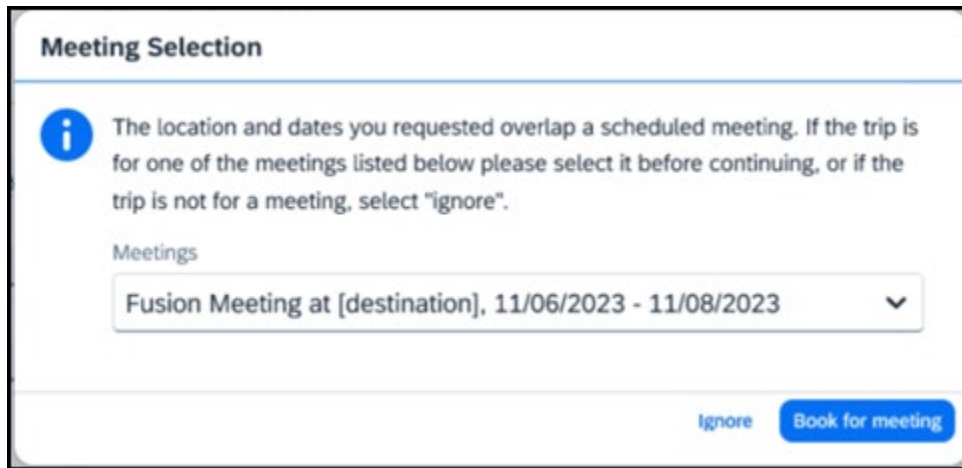 Meeting Selection
The location and dates you requested overlap a scheduled meeting. If the trip is
for one of the meetings listed below please select it before continuing, or if the
trip is not for a meeting, select "ignore".
Meetings
Fusion Meeting at [destination], 11/06/2023 - 11/08/2023
Ignore
Book for meeting